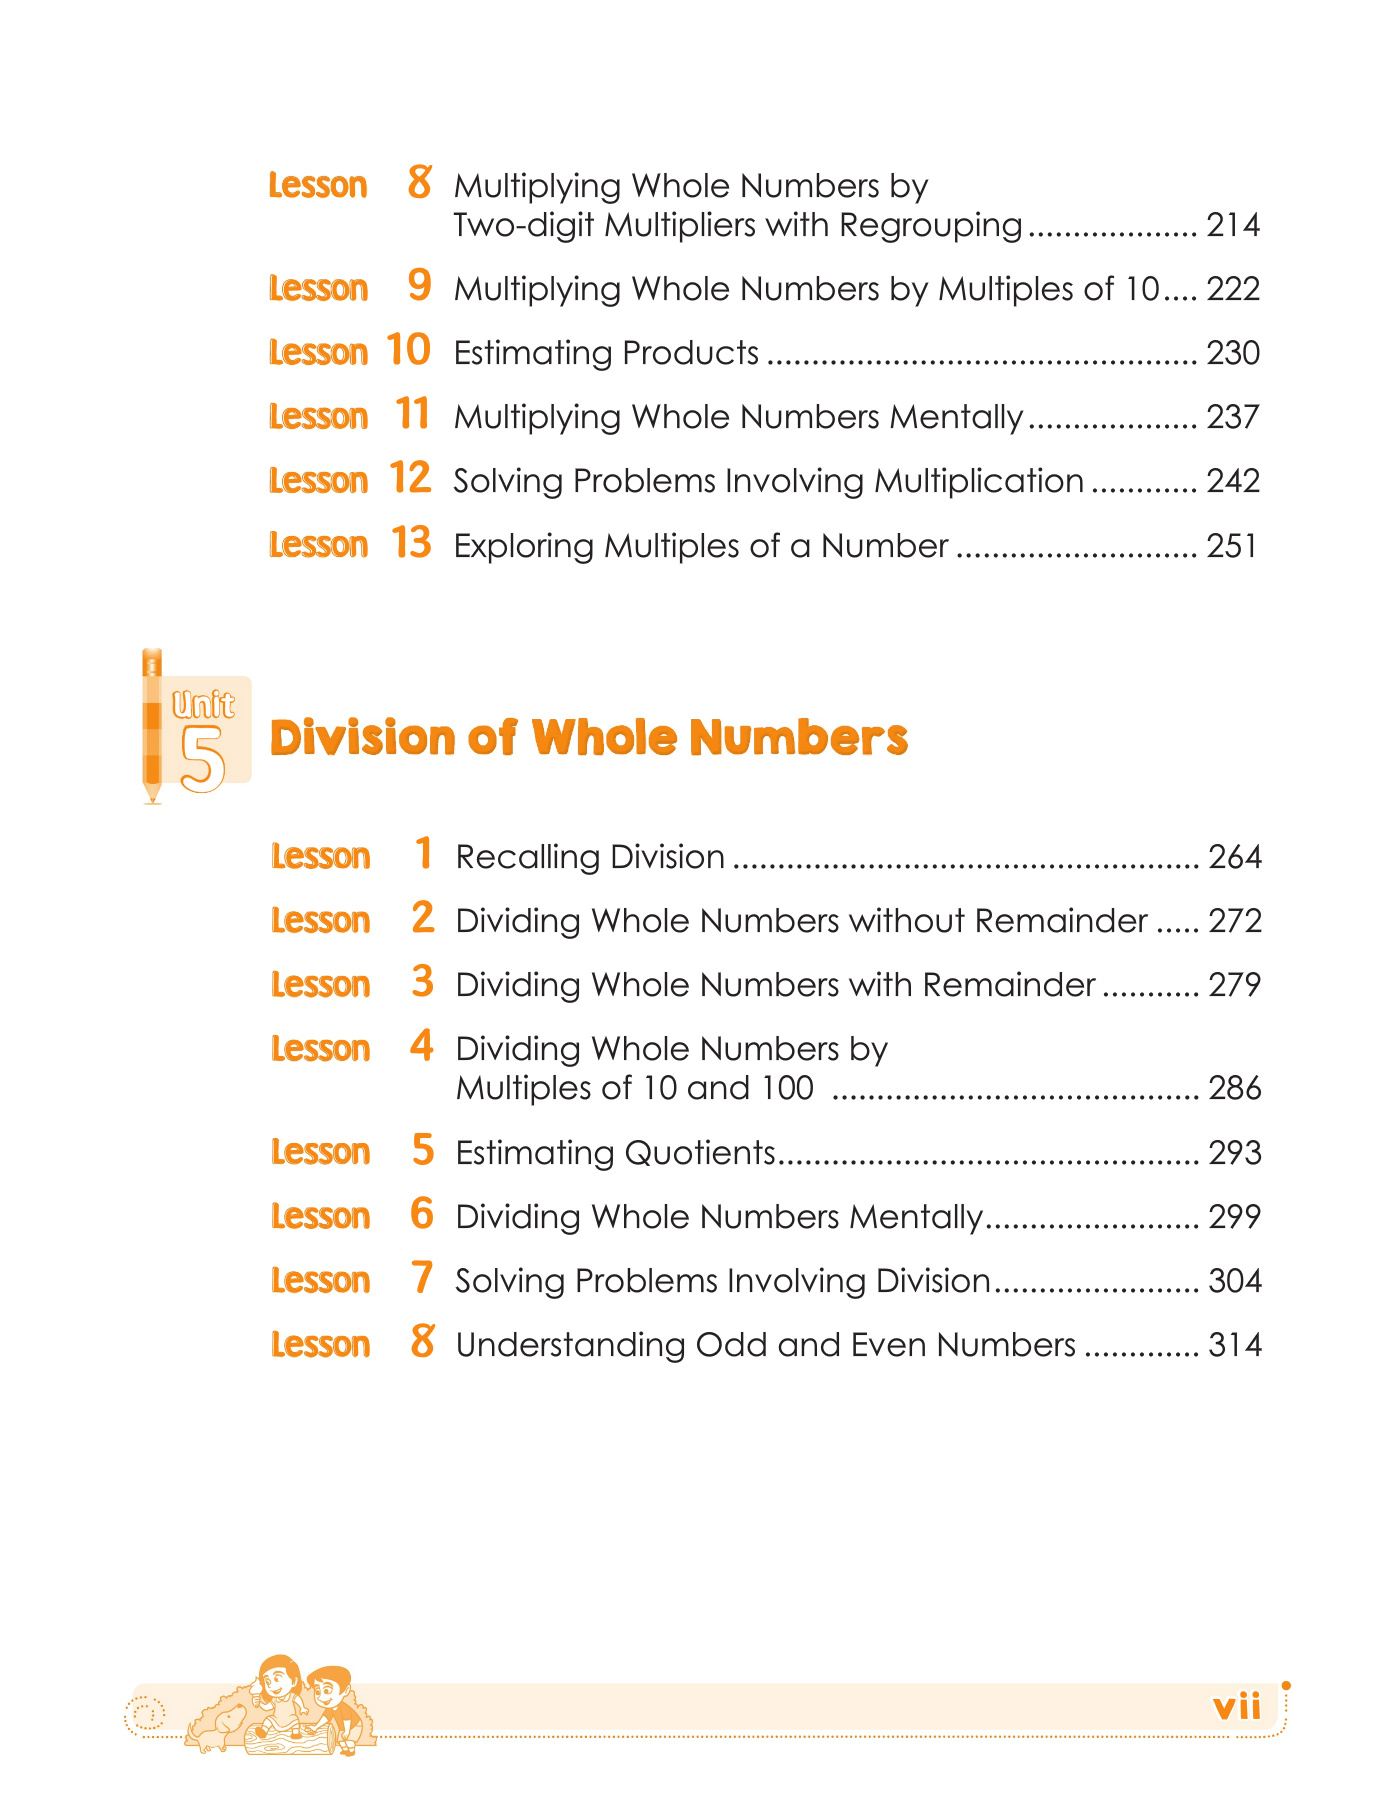 Lesson 8 Multiplying Whole Numbers by
Two-digit Multipliers with Regrouping ................... 214
Lesson 9 Multiplying Whole Numbers by Multiples of 10 .... 222
Lesson 10 Estimating Products ................................................ 230
Lesson 11 Multiplying Whole Numbers Mentally ................... 237
Lesson 12 Solving Problems Involving Multiplication ............ 242
Lesson 13 Exploring Multiples of a Number ........................... 251
Unit
5
Division of Whole Numbers
Lesson 1 Recalling Division .................................................... 264
Lesson 2 Dividing Whole Numbers without Remainder ..... 272
Lesson 3 Dividing Whole Numbers with Remainder ........... 279
Lesson 4 Dividing Whole Numbers by
Multiples of 10 and 100 ......................................... 286
Lesson 5 Estimating Quotients ............................................... 293
Lesson 6 Dividing Whole Numbers Mentally ........................ 299
Lesson 7 Solving Problems Involving Division ....................... 304
Lesson 8 Understanding Odd and Even Numbers ............. 314
vii